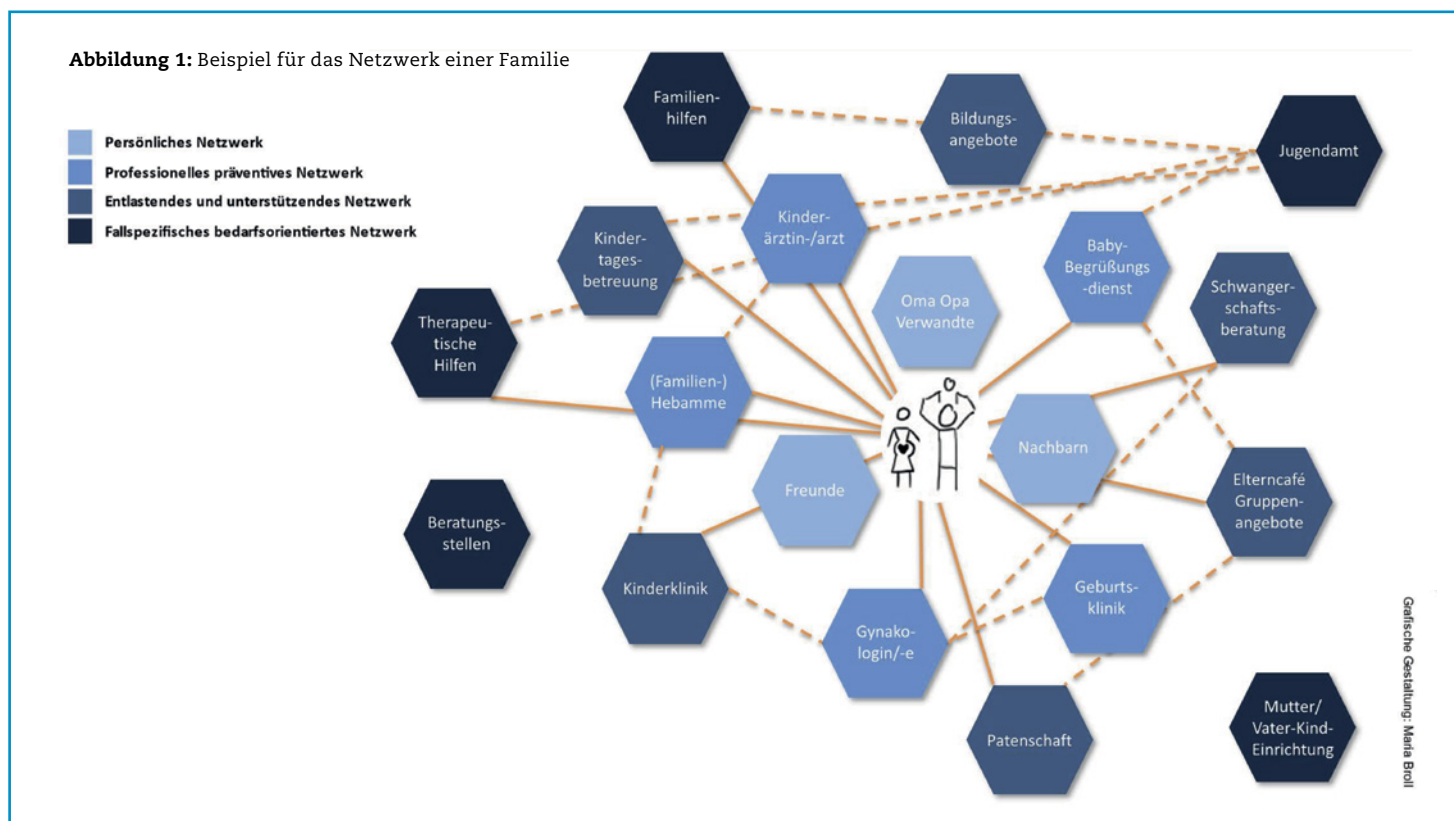 Abbildung 1: Beispiel für das Netzwerk einer Familie
Persönliches Netzwerk
Professionelles präventives Netzwerk
Entlastendes und unterstützendes Netzwerk
Fallspezifisches bedarfsorientiertes Netzwerk
Familien-
hilfen
Bildungs-
angebote
Jugendamt
Kinder-
ärztin-/arzt
Kinder-
tages-
betreuung
Baby-
Begrüßungs
-dienst
Oma Opa
Verwandte
Schwanger-
schafts-
beratung
Therapeu-
tische
Hilfen
(Familien-)
Hebamme
Nachbarn
Freunde
Elterncafé
Gruppen-
angebote
Beratungs-
stellen
Kinderklinik
Geburts-
klinik
Gynäko-
login/-e
Patenschaft
Mutter/
Vater-Kind-
Einrichtung
Grafische Gestaltung: Maria Broll